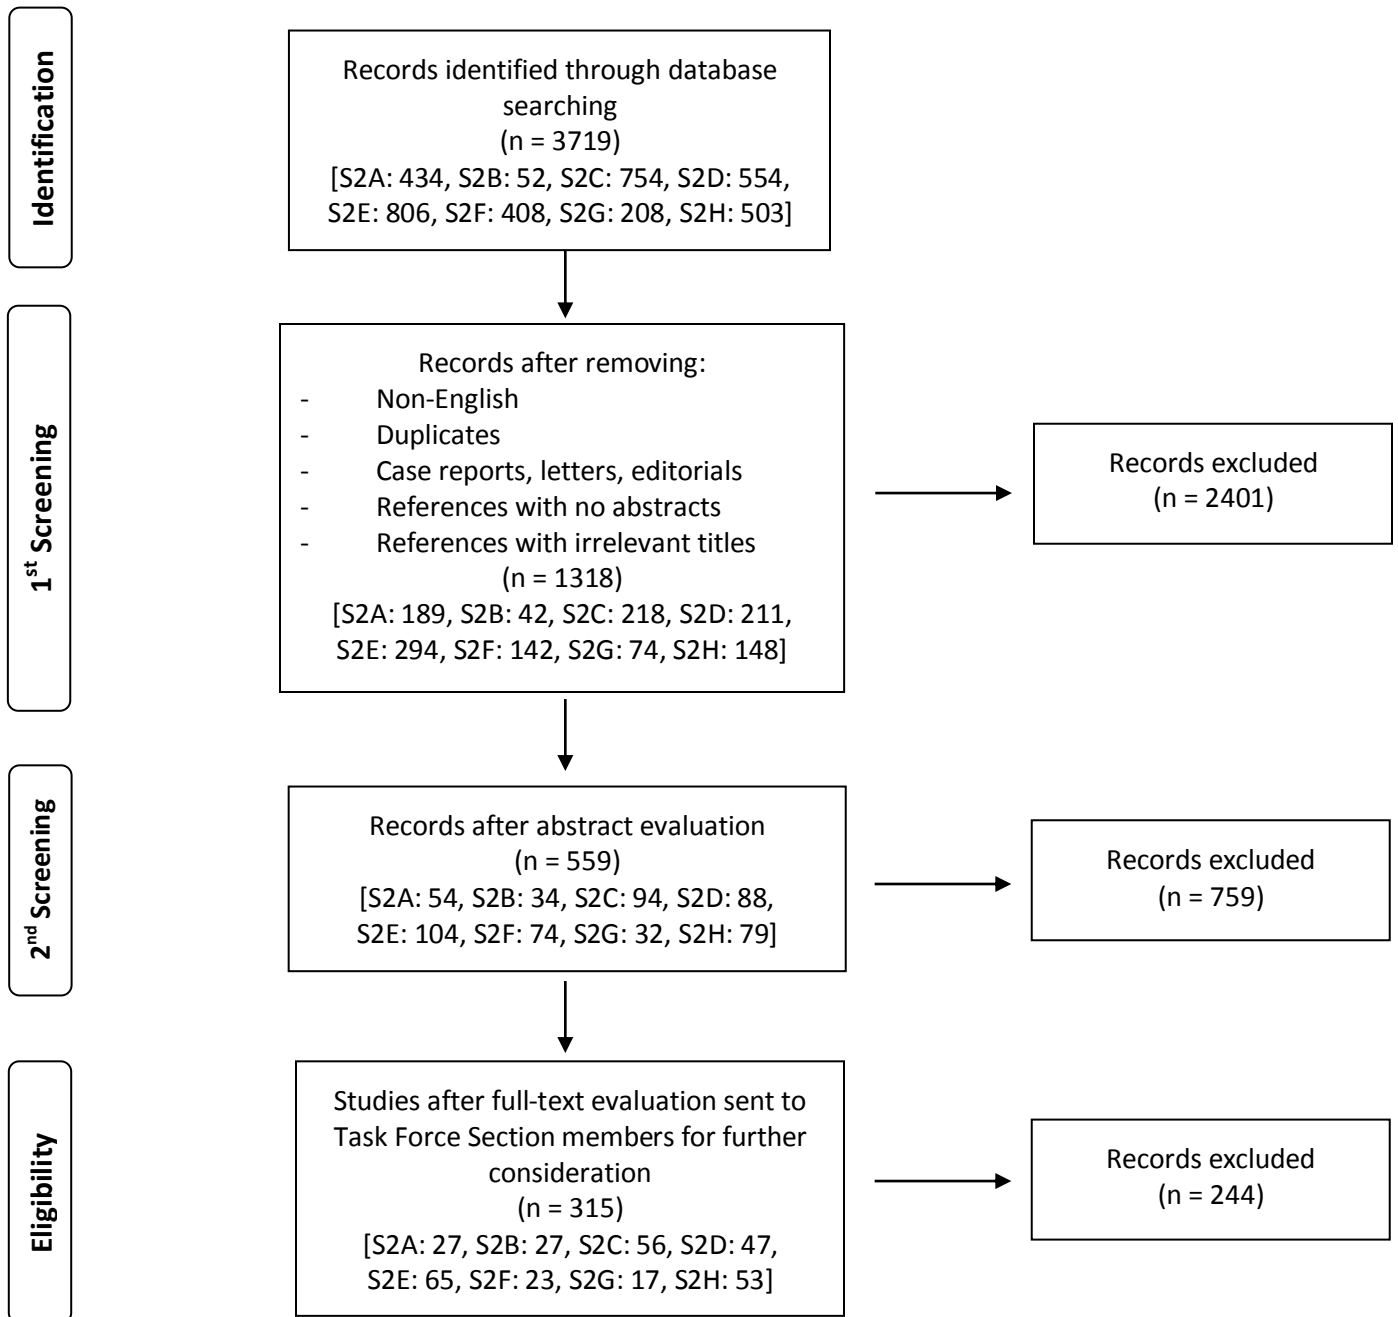 Identification
Records identified through database
searching
(n = 3719)
[S2A: 434, S2B: 52, S2C: 754, S2D: 554,
S2E: 806, S2F: 408, S2G: 208, S2H: 503]
1st Screening
Records after removing:
- Non-English
- Duplicates
- Case reports, letters, editorials
- References with no abstracts
- References with irrelevant titles
(n = 1318)
[S2A: 189, S2B: 42, S2C: 218, S2D: 211,
S2E: 294, S2F: 142, S2G: 74, S2H: 148]
Records excluded
(n = 2401)
2nd Screening
Records after abstract evaluation
(n = 559)
[S2A: 54, S2B: 34, S2C: 94, S2D: 88,
S2E: 104, S2F: 74, S2G: 32, S2H: 79]
Records excluded
(n = 759)
Eligibility
Studies after full-text evaluation sent to
Task Force Section members for further
consideration
(n = 315)
[S2A: 27, S2B: 27, S2C: 56, S2D: 47,
S2E: 65, S2F: 23, S2G: 17, S2H: 53]
Records excluded
(n = 244)